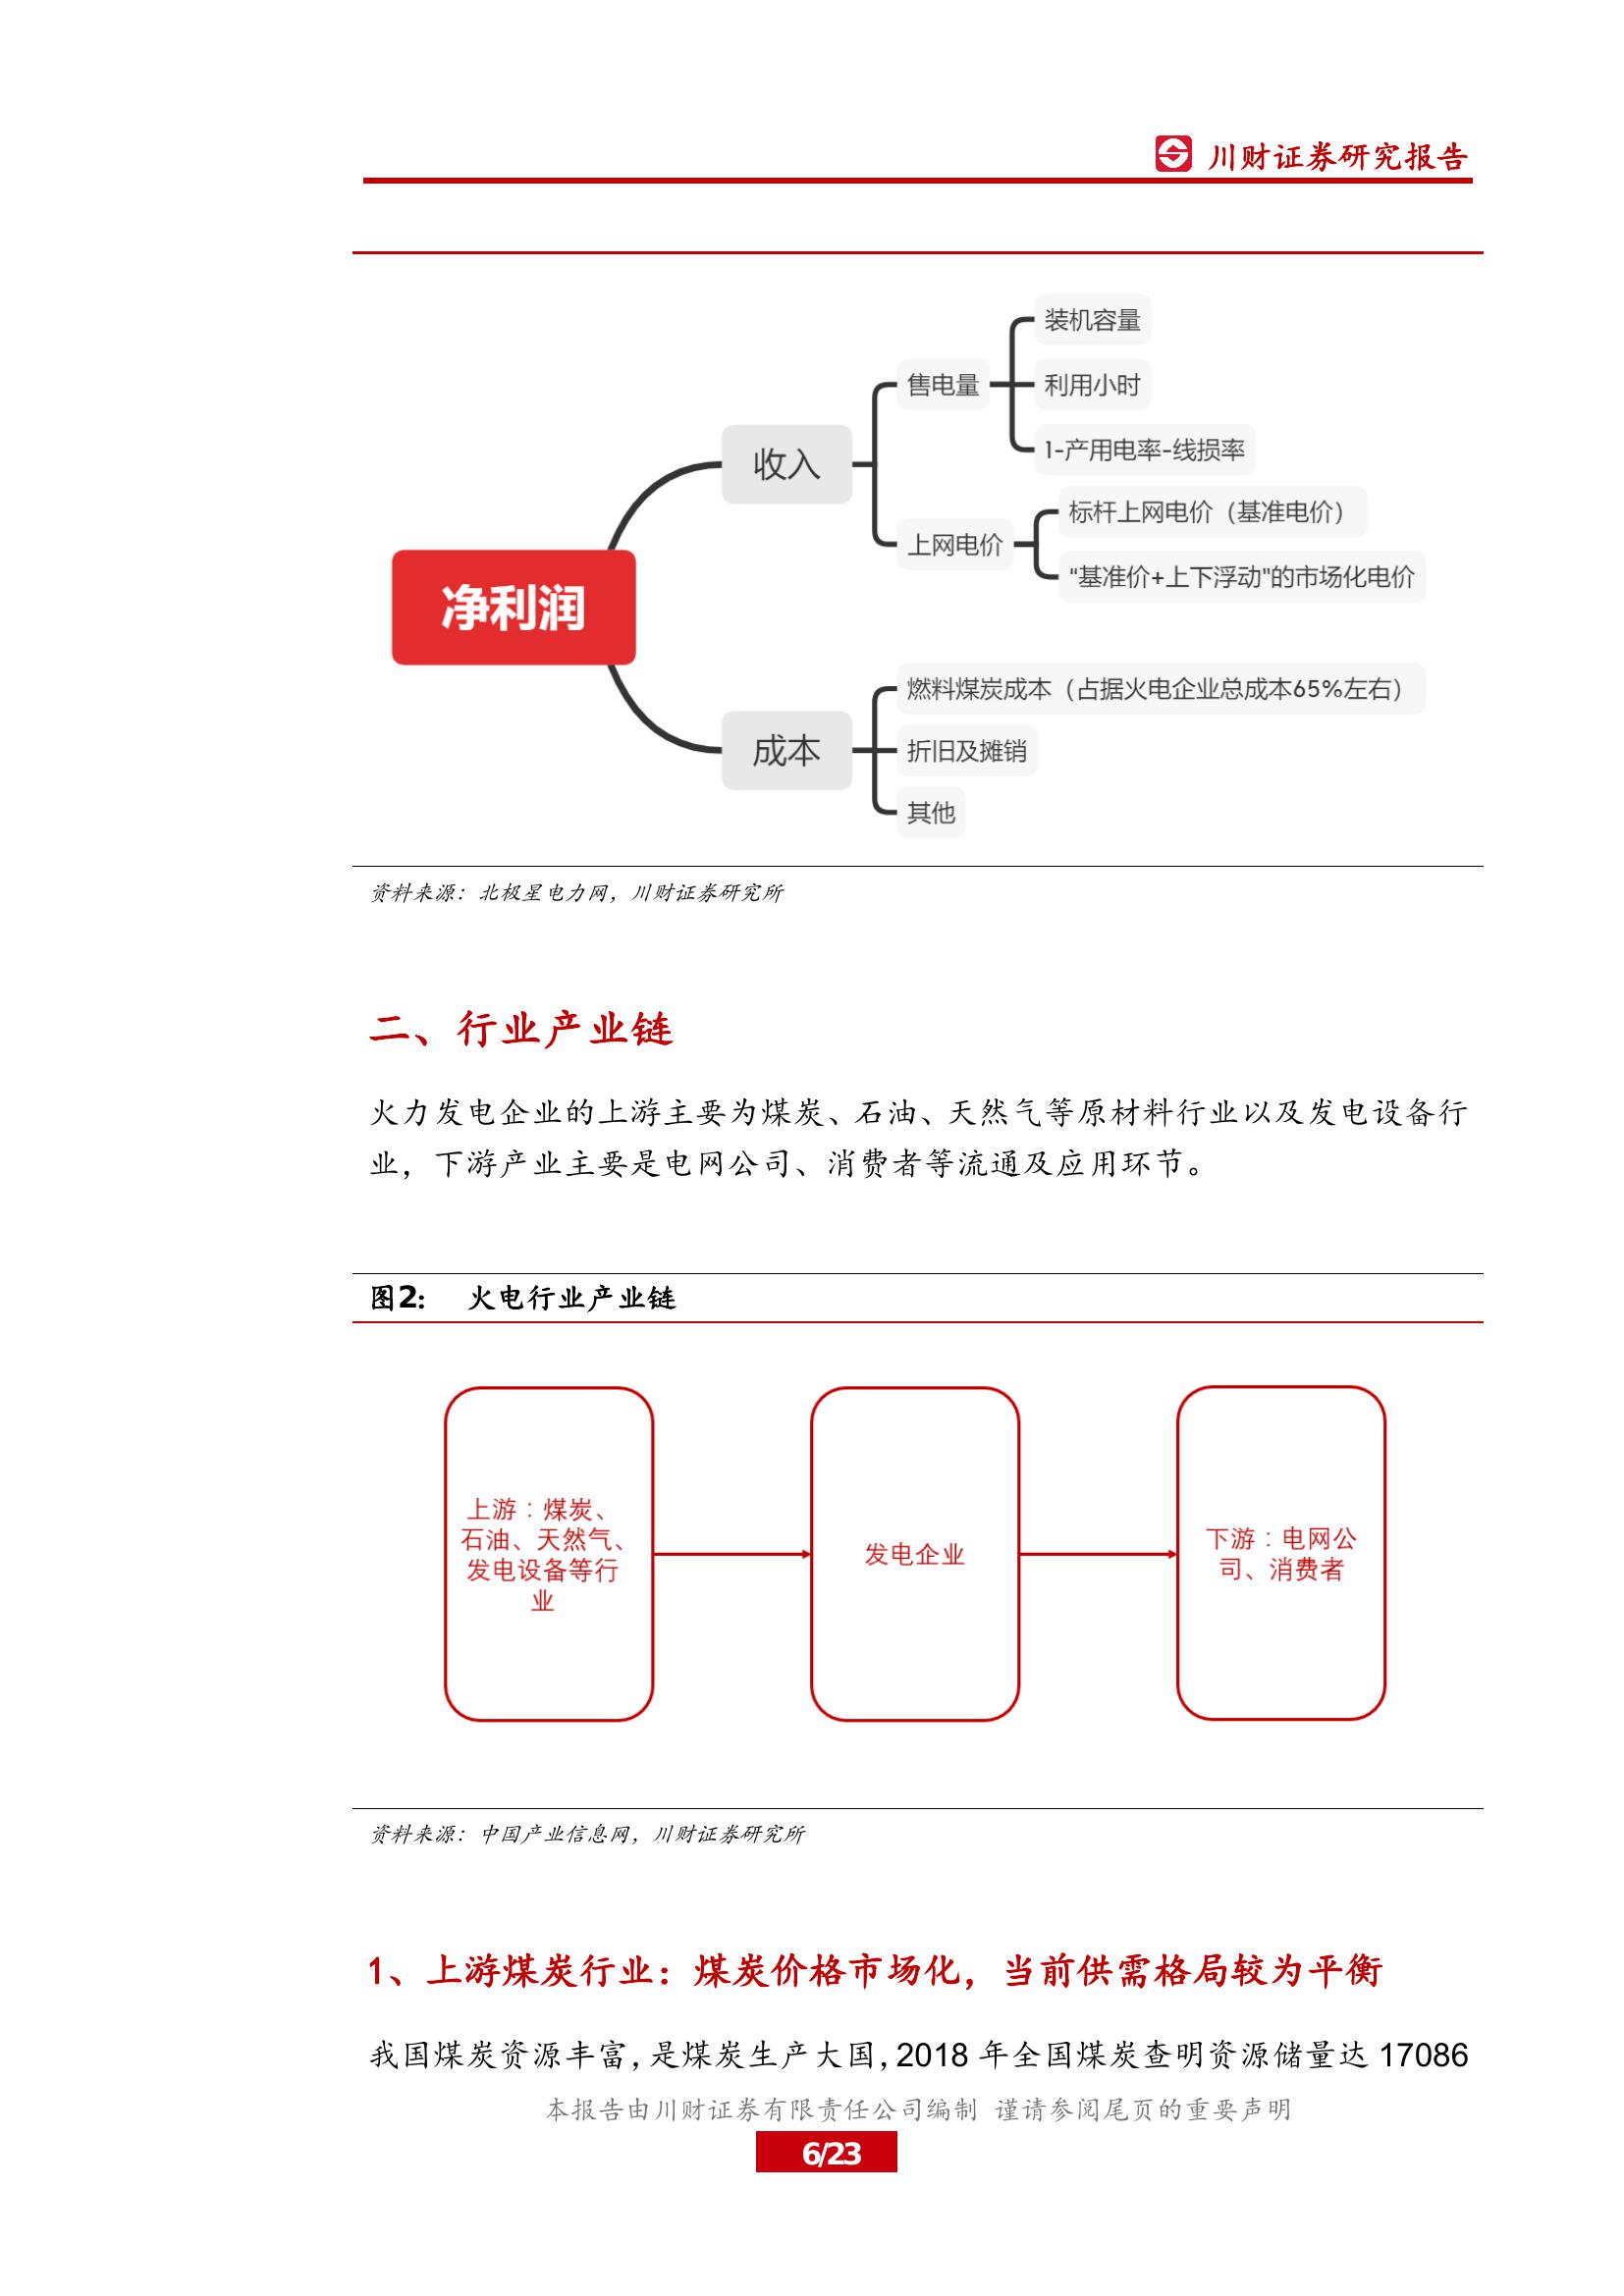 川财证券研究报告
装机容量
售电量
利用小时
1-产用电率-线损率
收入
标杆上网电价（基准电价）
上网电价
“基准价+上下浮动"的市场化电价
净利润
燃料煤炭成本（占据火电企业总成本65%左右）
成本
折旧及摊销
其他
资料来源：北极星电力网，川财证券研究所
二、行业产业链
火力发电企业的上游主要为煤炭、石油、天然气等原材料行业以及发电设备行
业，下游产业主要是电网公司、消费者等流通及应用环节。
图2： 火电行业产业链
上游：煤炭、
石油、天然气、
发电设备等行
业
发电企业
下游：电网公
司、消费者
资料来源：中国产业信息网，川财证券研究所
1、上游煤炭行业：煤炭价格市场化，当前供需格局较为平衡
我国煤炭资源丰富，是煤炭生产大国，2018 年全国煤炭查明资源储量达 17086
本报告由川财证券有限责任公司编制 谨请参阅尾页的重要声明
6/23